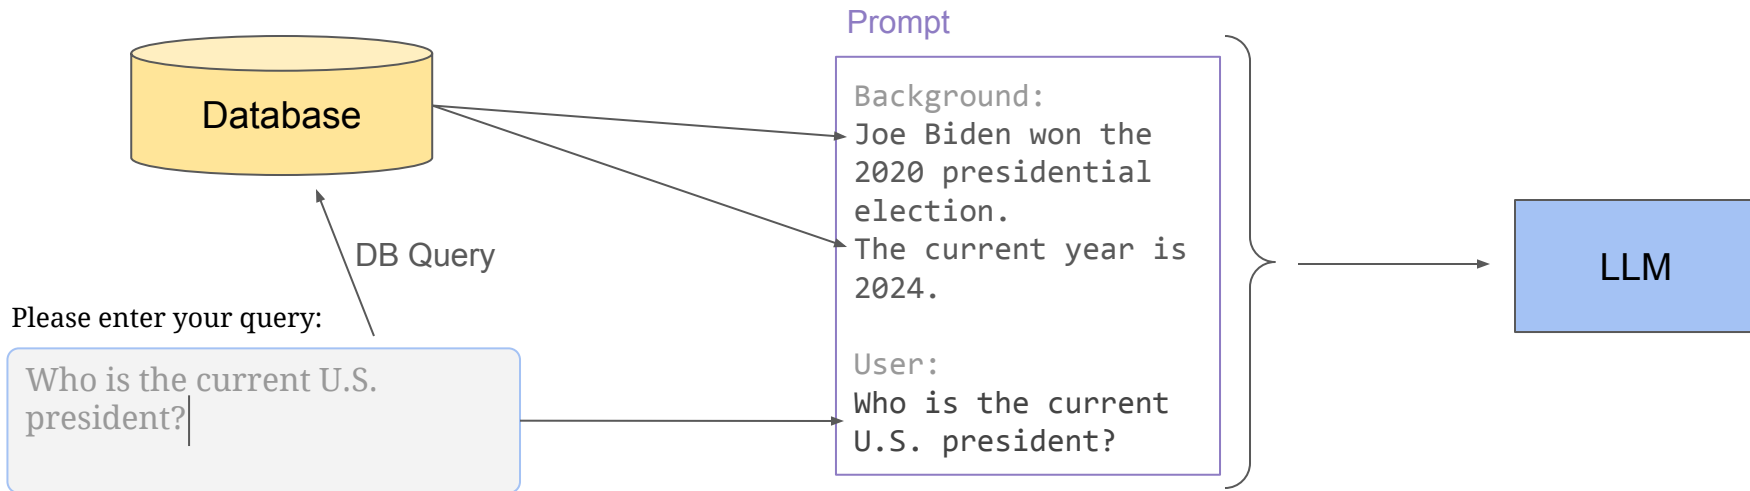 Prompt
Database
Background:
Joe Biden won the
2020 presidential
election.
The current year is
2024.
DB Query
LLM
Please enter your query:
Who is the current U.S.
president?
User:
Who is the current
U.S. president?